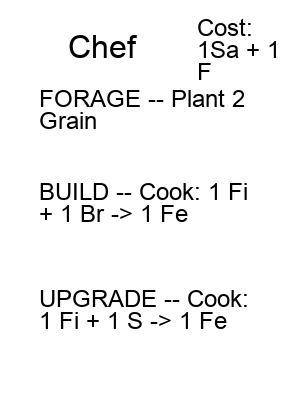 Chef
Cost:
1Sa + 1
F
FORAGE -- Plant 2
Grain
BUILD -- Cook: 1 Fi
+ 1 Br -> 1 Fe
UPGRADE -- Cook:
1 Fi + 1 S -> 1 Fe